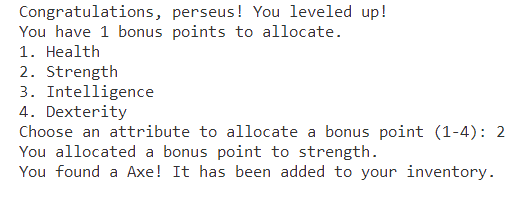 Congratulations, perseus! You leveled up!
You have 1 bonus points to allocate.
1. Health
2. Strength
3. Intelligence
4. Dexterity
Choose an attribute to allocate a bonus point (1-4): 2
You allocated a bonus point to strength.
You found a Axe! It has been added to your inventory.